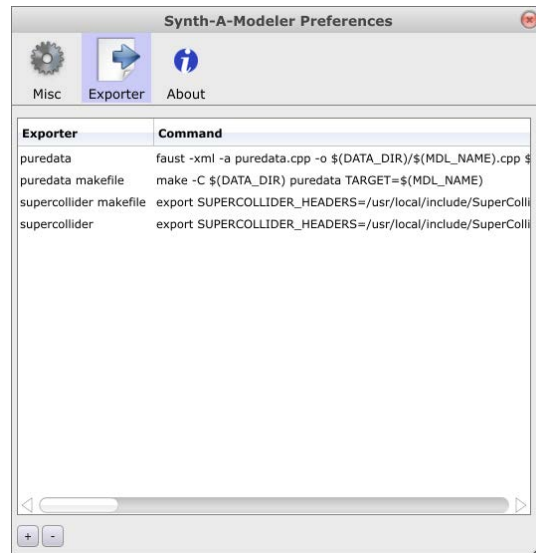 Synth-A-Modeler Preferences
Misc Exporter About
Exporter Command
puredata faust -xml -a puredata.cpp -o $(DATA_DIR)/$(MDL_NAME).cpp $
puredata makefile make -C $(DATA_DIR) puredata TARGET=$(MDL_NAME)
supercollider makefile export SUPERCOLLIDER_HEADERS=/usr/local/include/SuperColli
supercollider export SUPERCOLLIDER_HEADERS=/usr/local/include/SuperColli
+ -